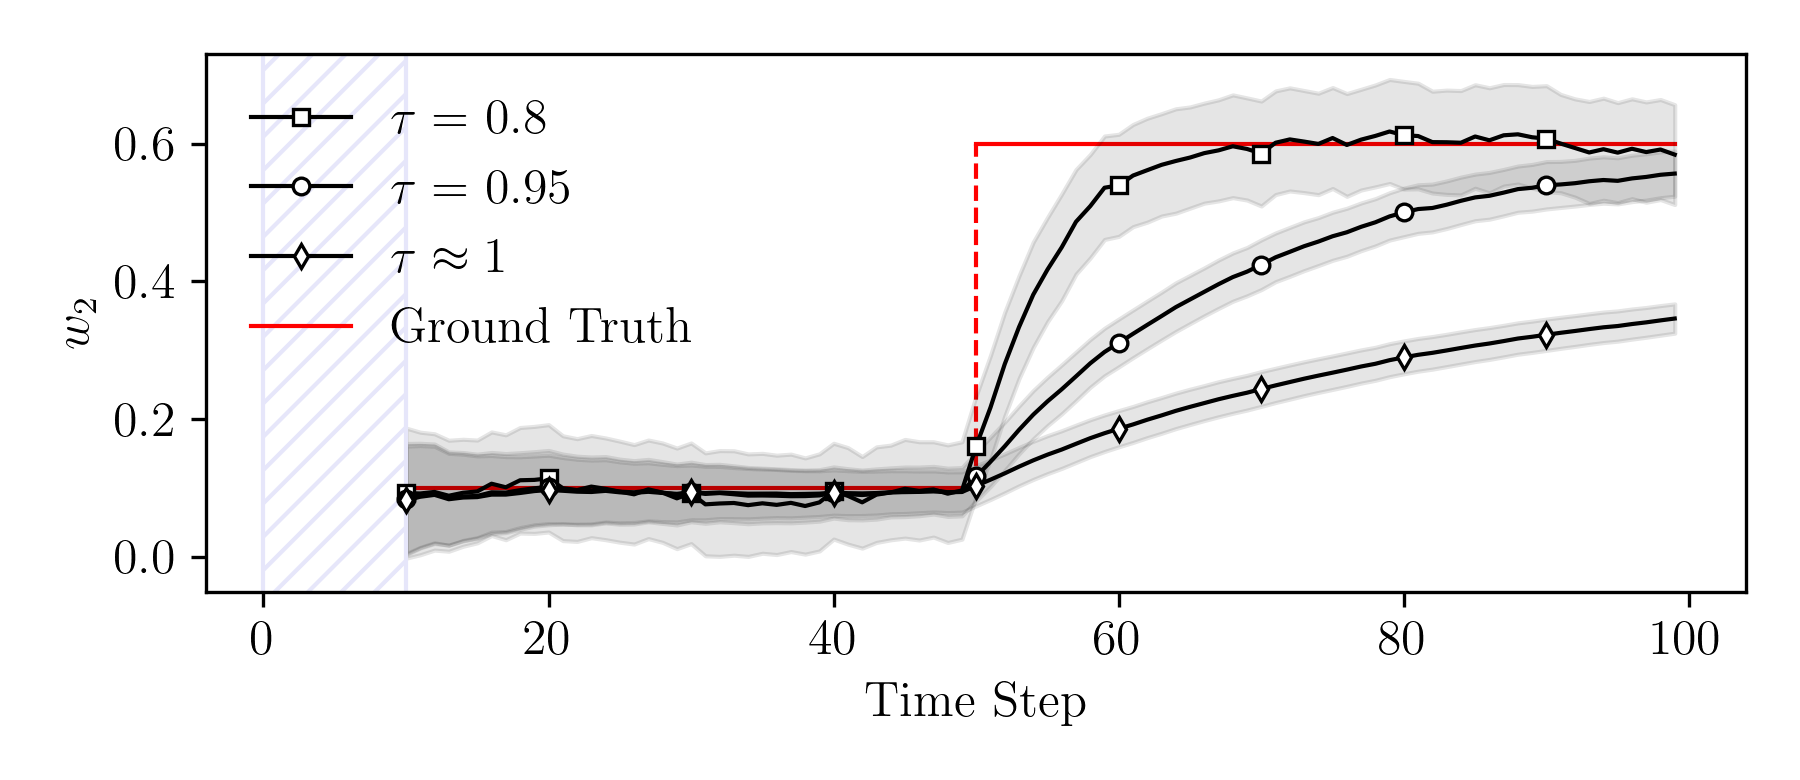 τ = 0.8
τ = 0.95
τ ≈ 1
Ground Truth
w₂
0.6
0.4
0.2
0.0
0 20 40 60 80 100
Time Step